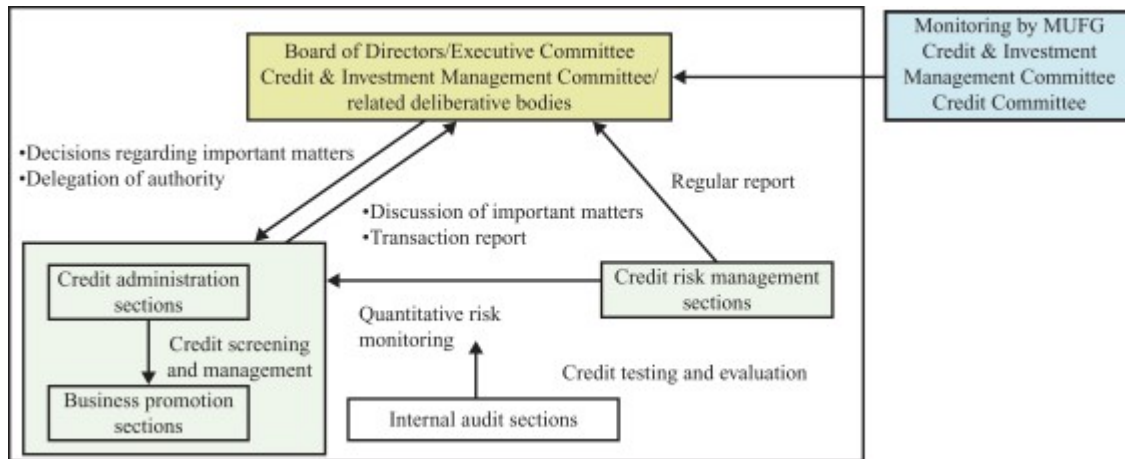 Board of Directors/Executive Committee
Credit & Investment Management Committee/
related deliberative bodies
Monitoring by MUFG
Credit & Investment
Management Committee
Credit Committee
•Decisions regarding important matters
•Delegation of authority
Regular report
•Discussion of important matters
•Transaction report
Credit administration
sections
Credit risk management
sections
Credit screening
and management
Quantitative risk
monitoring
Credit testing and evaluation
Business promotion
sections
Internal audit sections